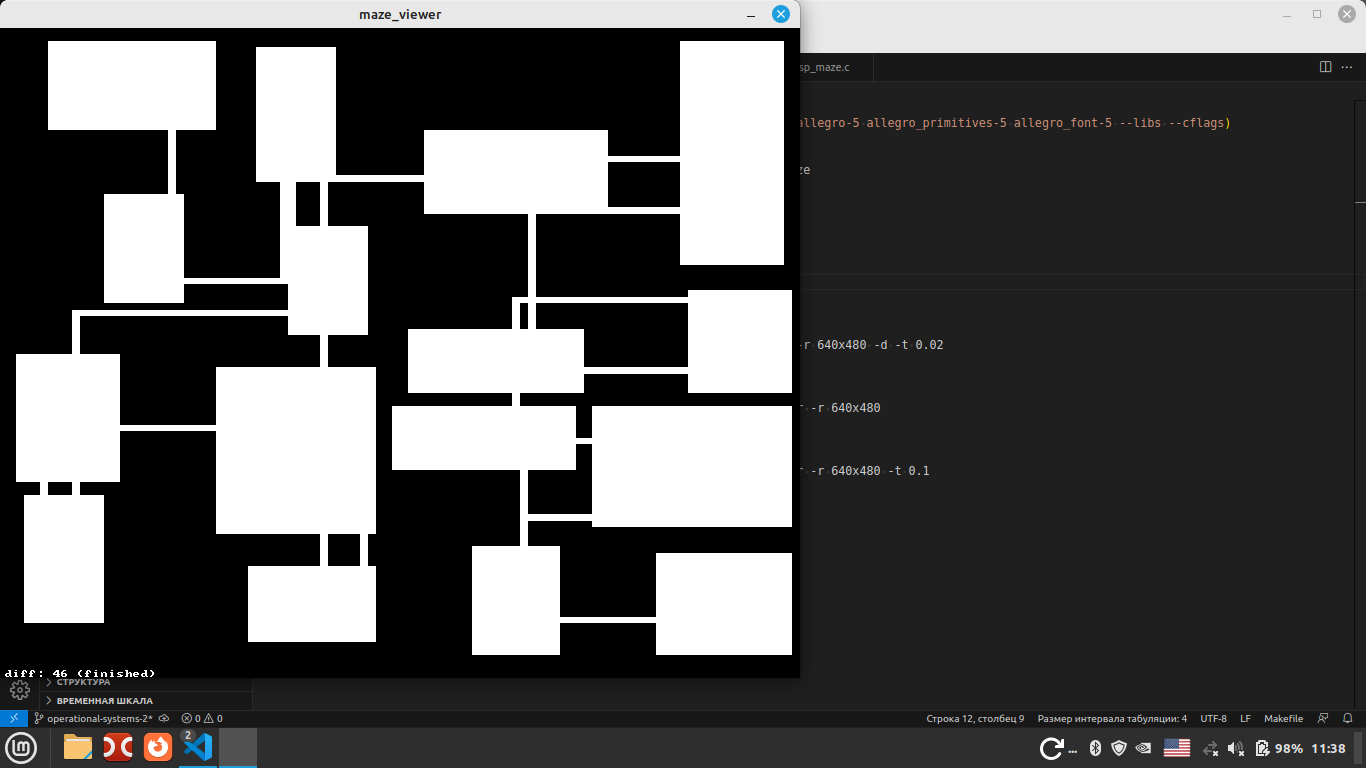 maze_viewer
sp_maze.c
allegro-5 allegro_primitives-5 allegro_font-5 --libs --cflags)
-r 640x480 -d -t 0.02
-r 640x480
-r 640x480 -t 0.1
diff: 46 (finished)
СТРУКТУРА
ВРЕМЕННАЯ ШКАЛА
operational-systems-2* 0 0 Строка 12, столбец 9 Размер интервала табуляции: 4 UTF-8 LF Makefile
2
... 98% 11:38